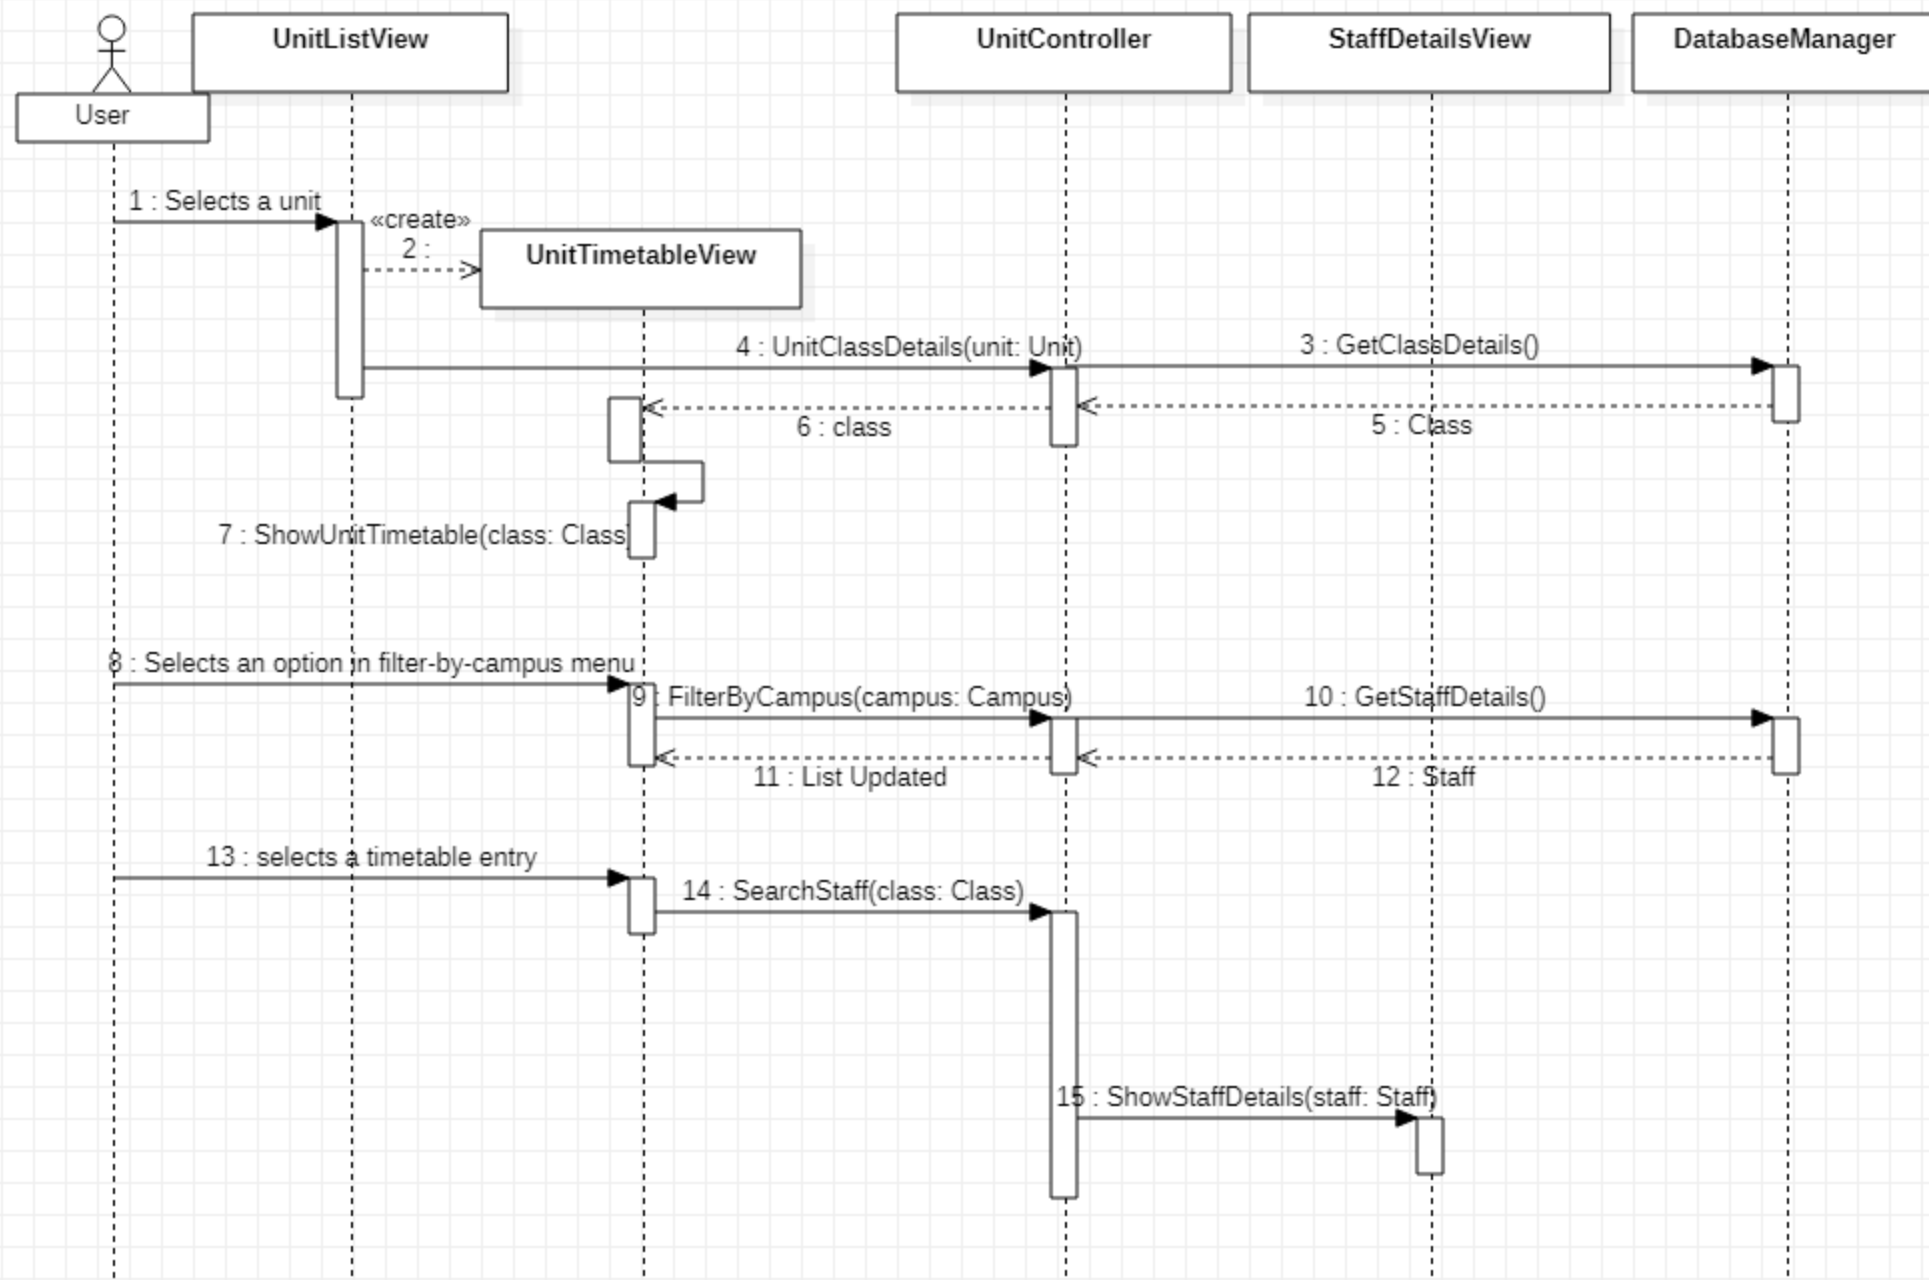 UnitListView
UnitController
StaffDetailsView
DatabaseManager
User
1 : Selects a unit
«create»
2 :
UnitTimetableView
4 : UnitClassDetails(unit: Unit)
3 : GetClassDetails()
6 : class
5 : Class
7 : ShowUnitTimetable(class: Class)
8 : Selects an option in filter-by-campus menu
9 : FilterByCampus(campus: Campus)
10 : GetStaffDetails()
11 : List Updated
12 : Staff
13 : selects a timetable entry
14 : SearchStaff(class: Class)
15 : ShowStaffDetails(staff: Staff)